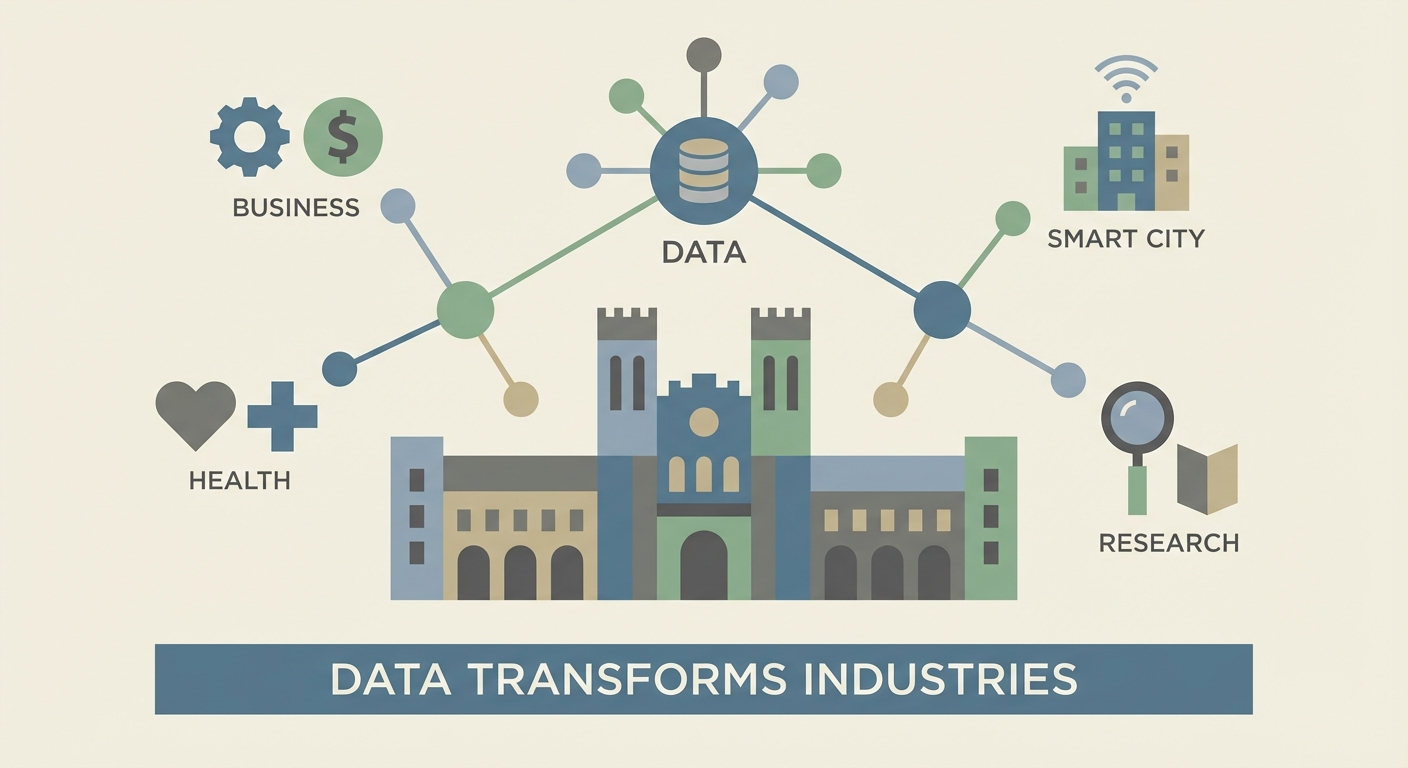 BUSINESS
$
DATA
SMART CITY
HEALTH
RESEARCH
DATA TRANSFORMS INDUSTRIES